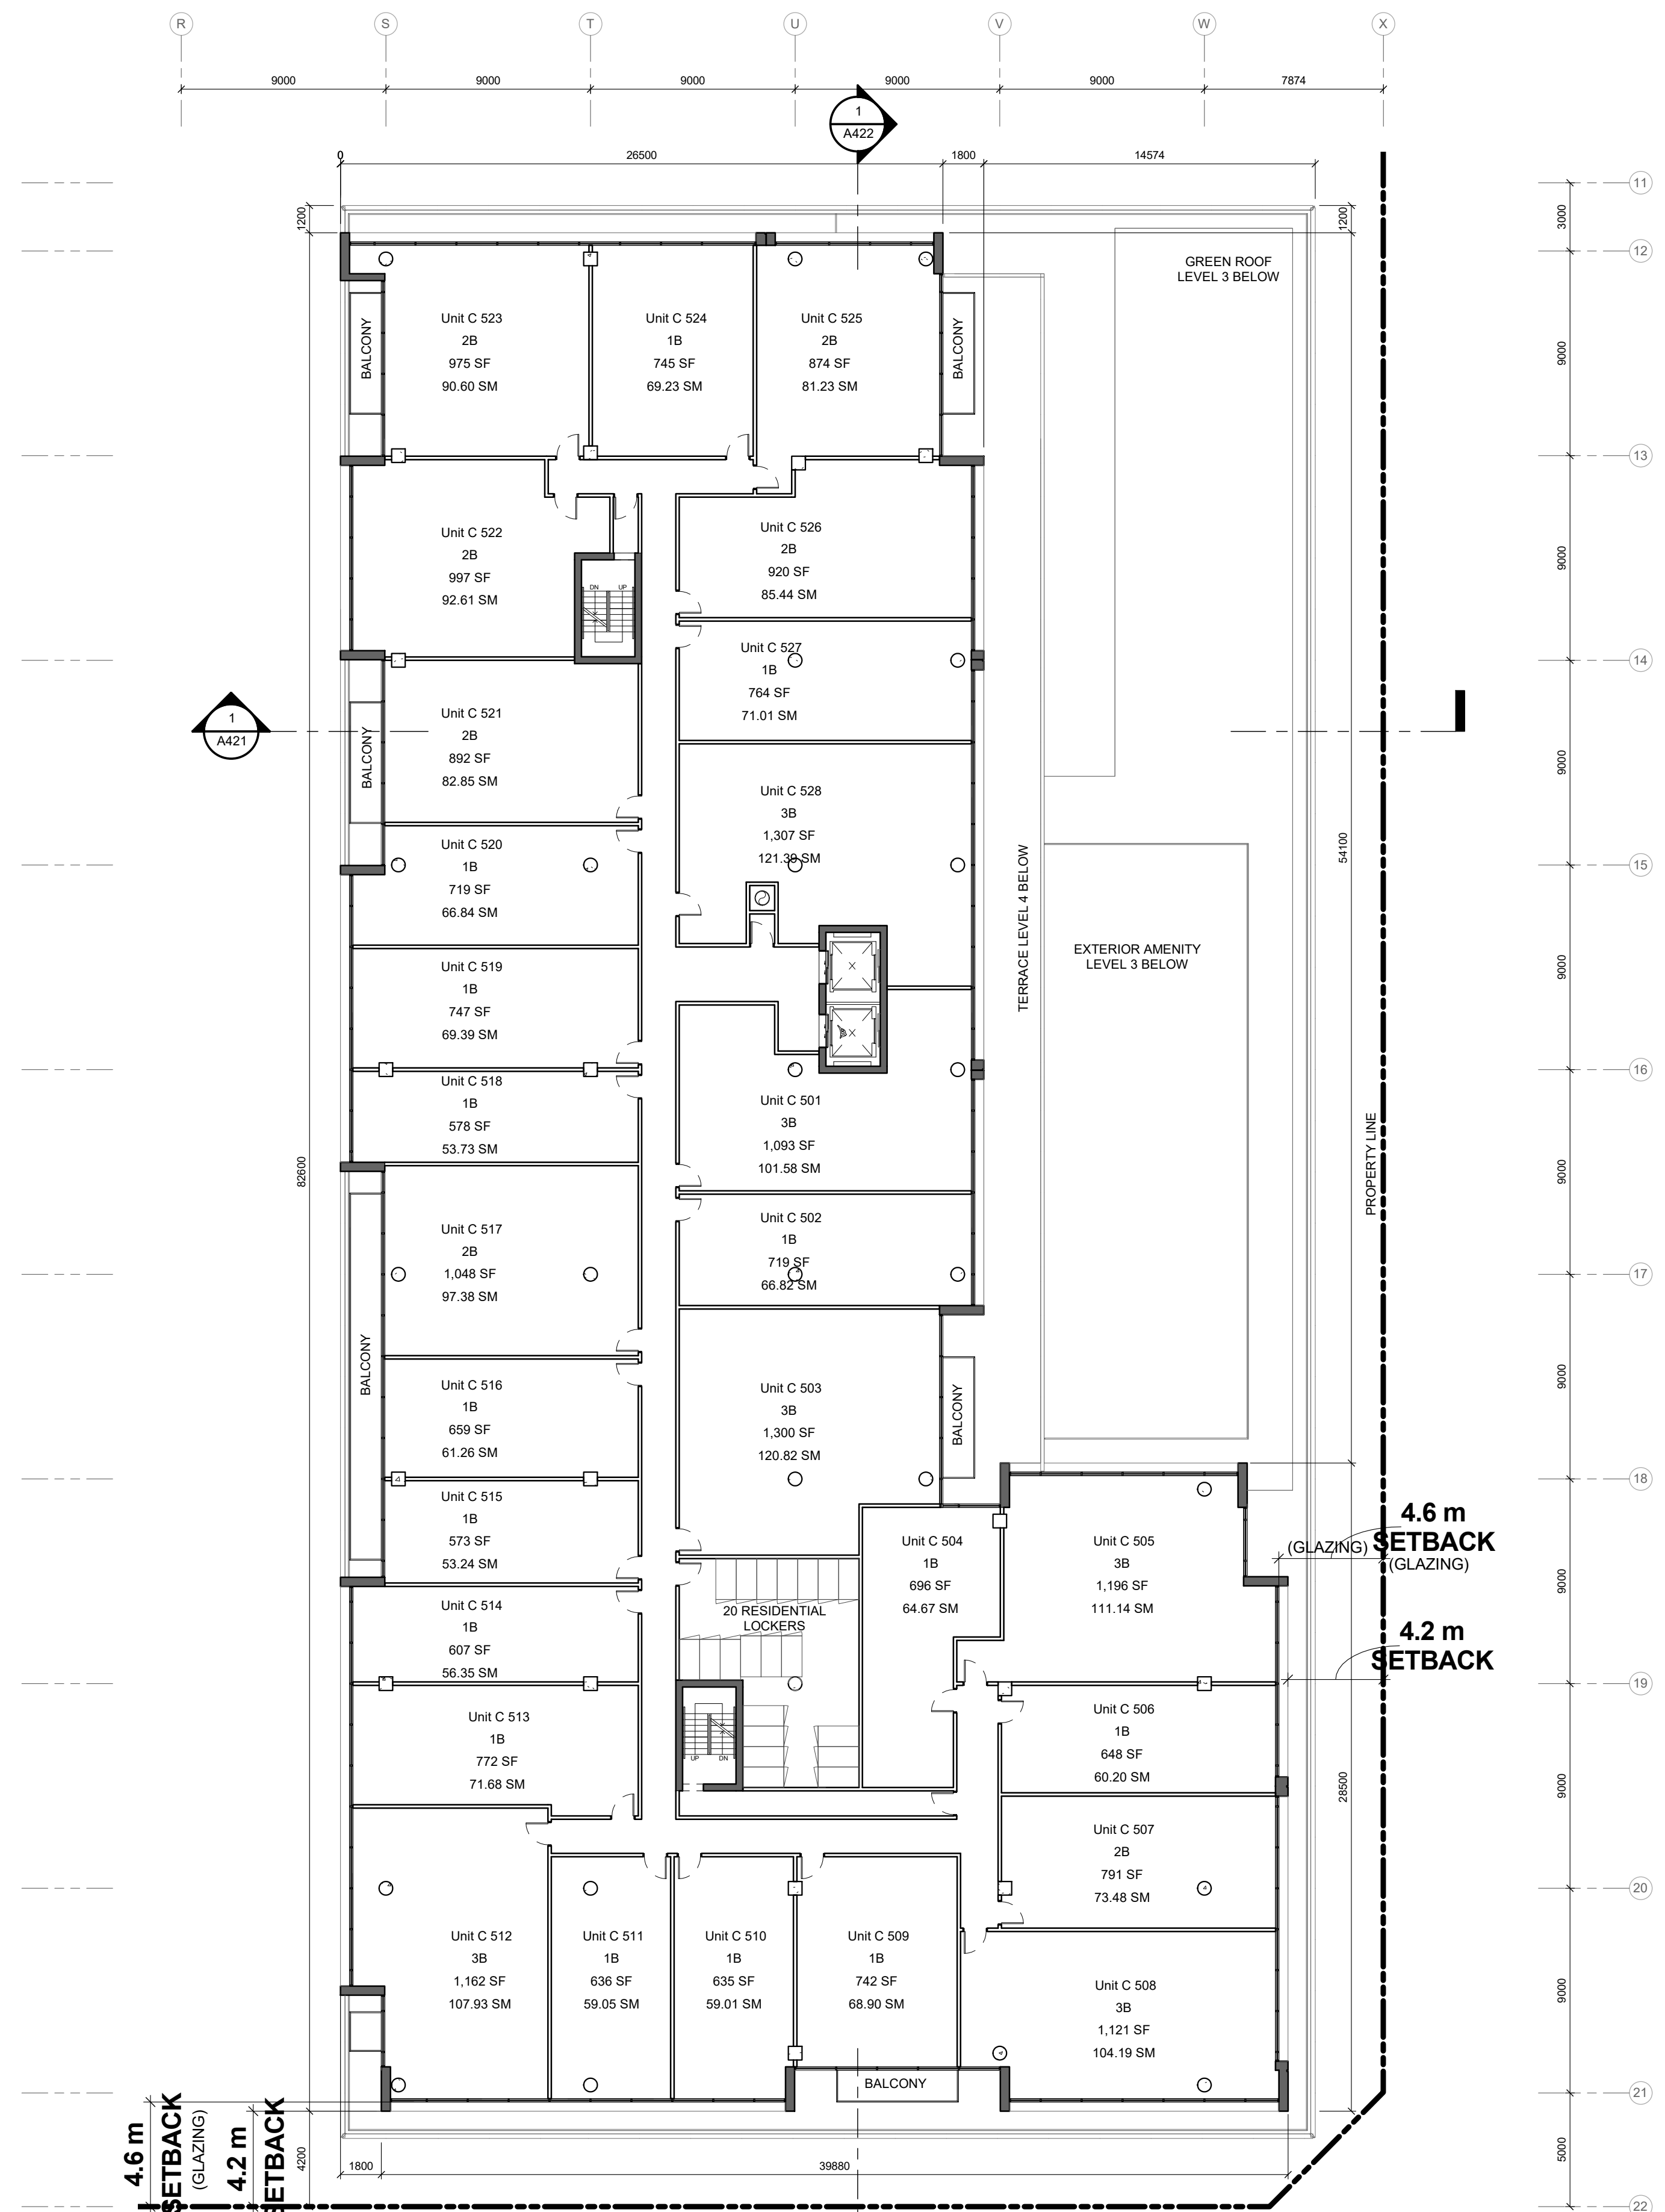 R
S
T
U
V
W
X
9000
9000
9000
9000
9000
7874
1
A422
0
26500
1800
14574
11
1200
1200
3000
12
GREEN ROOF
LEVEL 3 BELOW
Unit C 523
2B
975 SF
90.60 SM
Unit C 524
1B
745 SF
69.23 SM
Unit C 525
2B
874 SF
81.23 SM
BALCONY
BALCONY
9000
13
Unit C 522
2B
997 SF
92.61 SM
DN
UP
Unit C 526
2B
920 SF
85.44 SM
9000
Unit C 527
1B
764 SF
71.01 SM
14
Unit C 521
2B
892 SF
82.85 SM
BALCONY
1
A421
9000
Unit C 528
3B
1,307 SF
121.39 SM
Unit C 520
1B
719 SF
66.84 SM
54100
15
TERRACE LEVEL 4 BELOW
EXTERIOR AMENITY
LEVEL 3 BELOW
Unit C 519
1B
747 SF
69.39 SM
9000
16
Unit C 518
1B
578 SF
53.73 SM
Unit C 501
3B
1,093 SF
101.58 SM
PROPERTY LINE
82600
9000
Unit C 517
2B
1,048 SF
97.38 SM
Unit C 502
1B
719 SF
66.82 SM
17
BALCONY
Unit C 516
1B
659 SF
61.26 SM
Unit C 503
3B
1,300 SF
120.82 SM
BALCONY
9000
18
Unit C 515
1B
573 SF
53.24 SM
Unit C 504
1B
696 SF
64.67 SM
Unit C 505
3B
1,196 SF
111.14 SM
4.6 m
SETBACK
(GLAZING)
(GLAZING)
9000
Unit C 514
1B
607 SF
56.35 SM
20 RESIDENTIAL
LOCKERS
4.2 m
SETBACK
19
Unit C 513
1B
772 SF
71.68 SM
UP
DN
Unit C 506
1B
648 SF
60.20 SM
28500
9000
Unit C 507
2B
791 SF
73.48 SM
20
Unit C 512
3B
1,162 SF
107.93 SM
Unit C 511
1B
636 SF
59.05 SM
Unit C 510
1B
635 SF
59.01 SM
Unit C 509
1B
742 SF
68.90 SM
Unit C 508
3B
1,121 SF
104.19 SM
9000
BALCONY
21
4.6 m
SETBACK
(GLAZING)
4.2 m
SETBACK
4200
1800
39880
5000
22